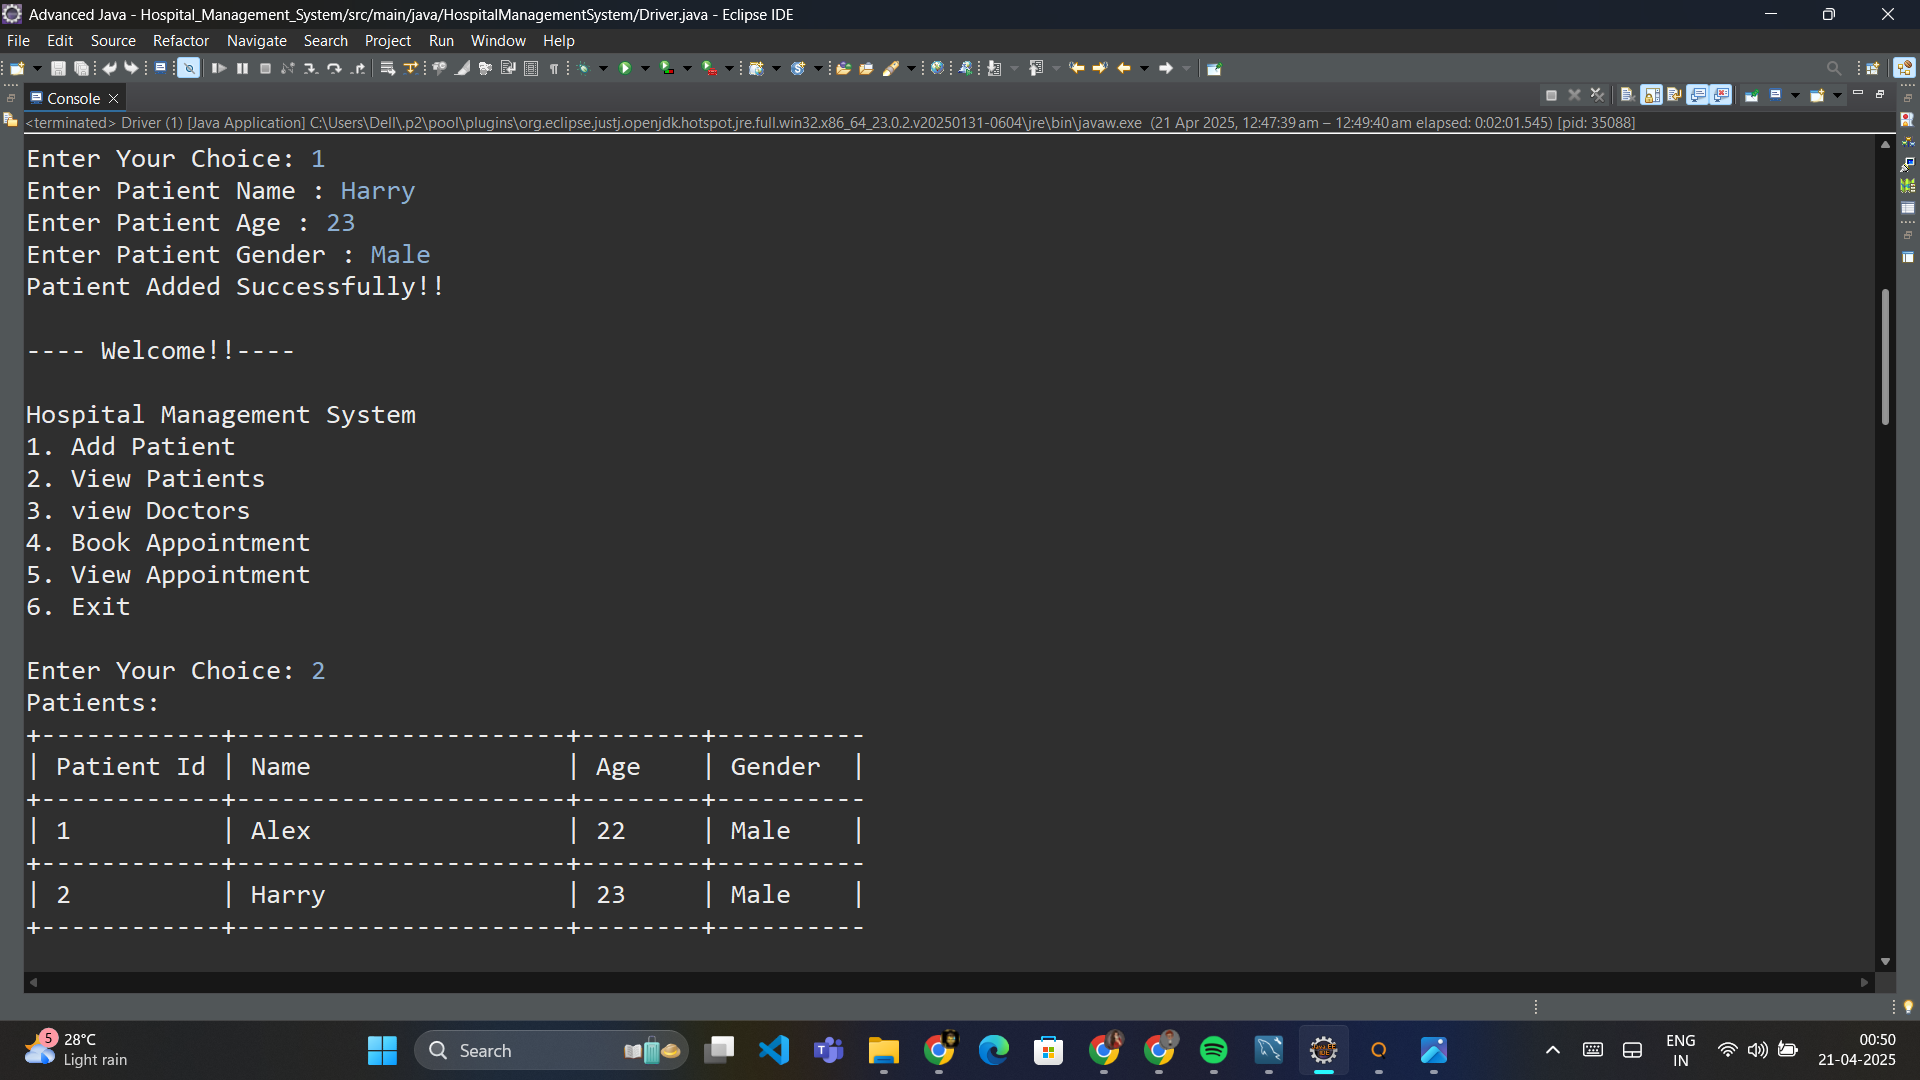 Advanced Java - Hospital_Management_System/src/main/java/HospitalManagementSystem/Driver.java - Eclipse IDE
File Edit Source Refactor Navigate Search Project Run Window Help
Console
<terminated> Driver (1) [Java Application] C:\Users\Dell\.p2\pool\plugins\org.eclipse.justj.openjdk.hotspot.jre.full.win32.x86_64_23.0.2.v20250131-0604\jre\bin\javaw.exe (21 Apr 2025, 12:47:39 am – 12:49:40 am elapsed: 0:02:01.545) [pid: 35088]
Enter Your Choice: 1
Enter Patient Name : Harry
Enter Patient Age : 23
Enter Patient Gender : Male
Patient Added Successfully!!
---- Welcome!!----
Hospital Management System
1. Add Patient
2. View Patients
3. view Doctors
4. Book Appointment
5. View Appointment
6. Exit
Enter Your Choice: 2
Patients:
+------------+----------------------+--------+----------
| Patient Id | Name                 | Age    | Gender  |
+------------+----------------------+--------+----------
| 1          | Alex                 | 22     | Male    |
+------------+----------------------+--------+----------
| 2          | Harry                | 23     | Male    |
+------------+----------------------+--------+----------
5
28°C
Light rain
Search
ENG
IN
00:50
21-04-2025